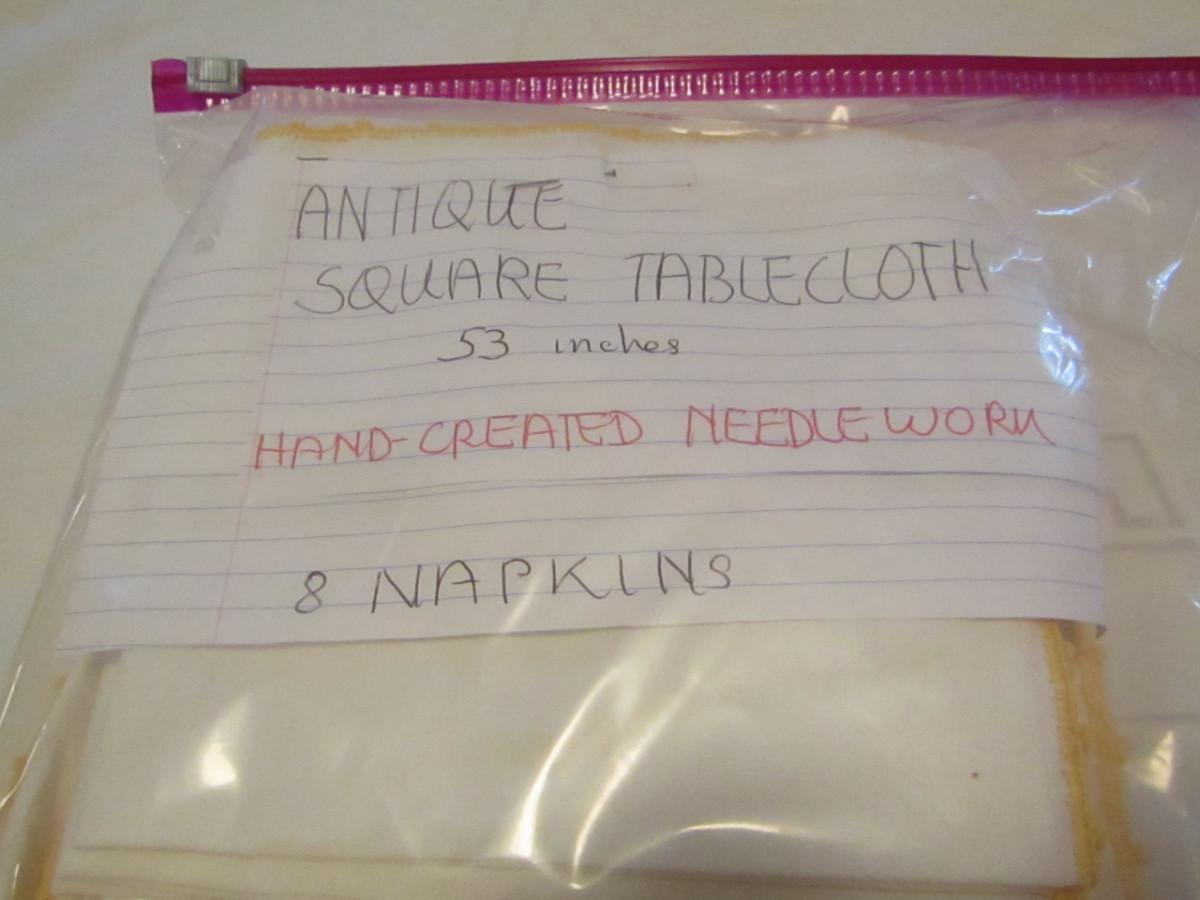 ANTIQUE
SQUARE TABLECLOTH
53 inches
HAND-CREATED NEEDLEWORK
8 NAPKINS